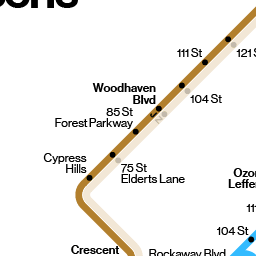 111 St
121
Woodhaven
Blvd
104 St
85 St
Forest Parkway
Cypress
Hills
75 St
Elderts Lane
Ozo
Leffe
111
104 St
Crescent
Rockaway Blvd